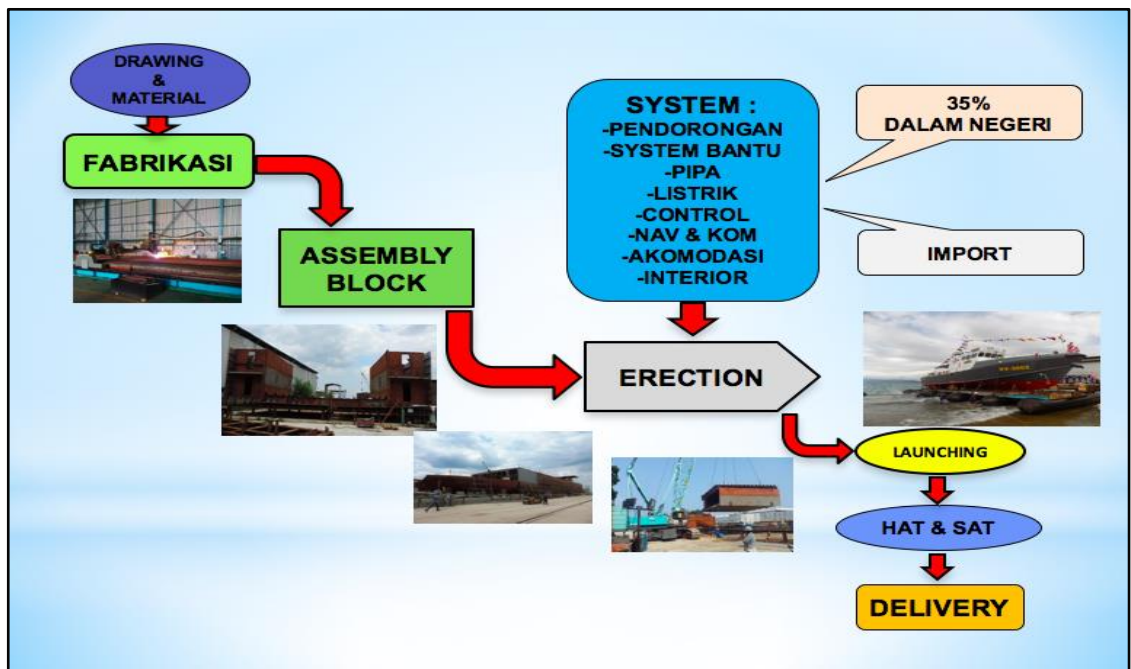 DRAWING
&
MATERIAL
FABRIKASI
ASSEMBLY
BLOCK
SYSTEM :
-PENDORONGAN
-SYSTEM BANTU
-PIPA
-LISTRIK
-CONTROL
-NAV & KOM
-AKOMODASI
-INTERIOR
35%
DALAM NEGERI
IMPORT
ERECTION
LAUNCHING
HAT & SAT
DELIVERY